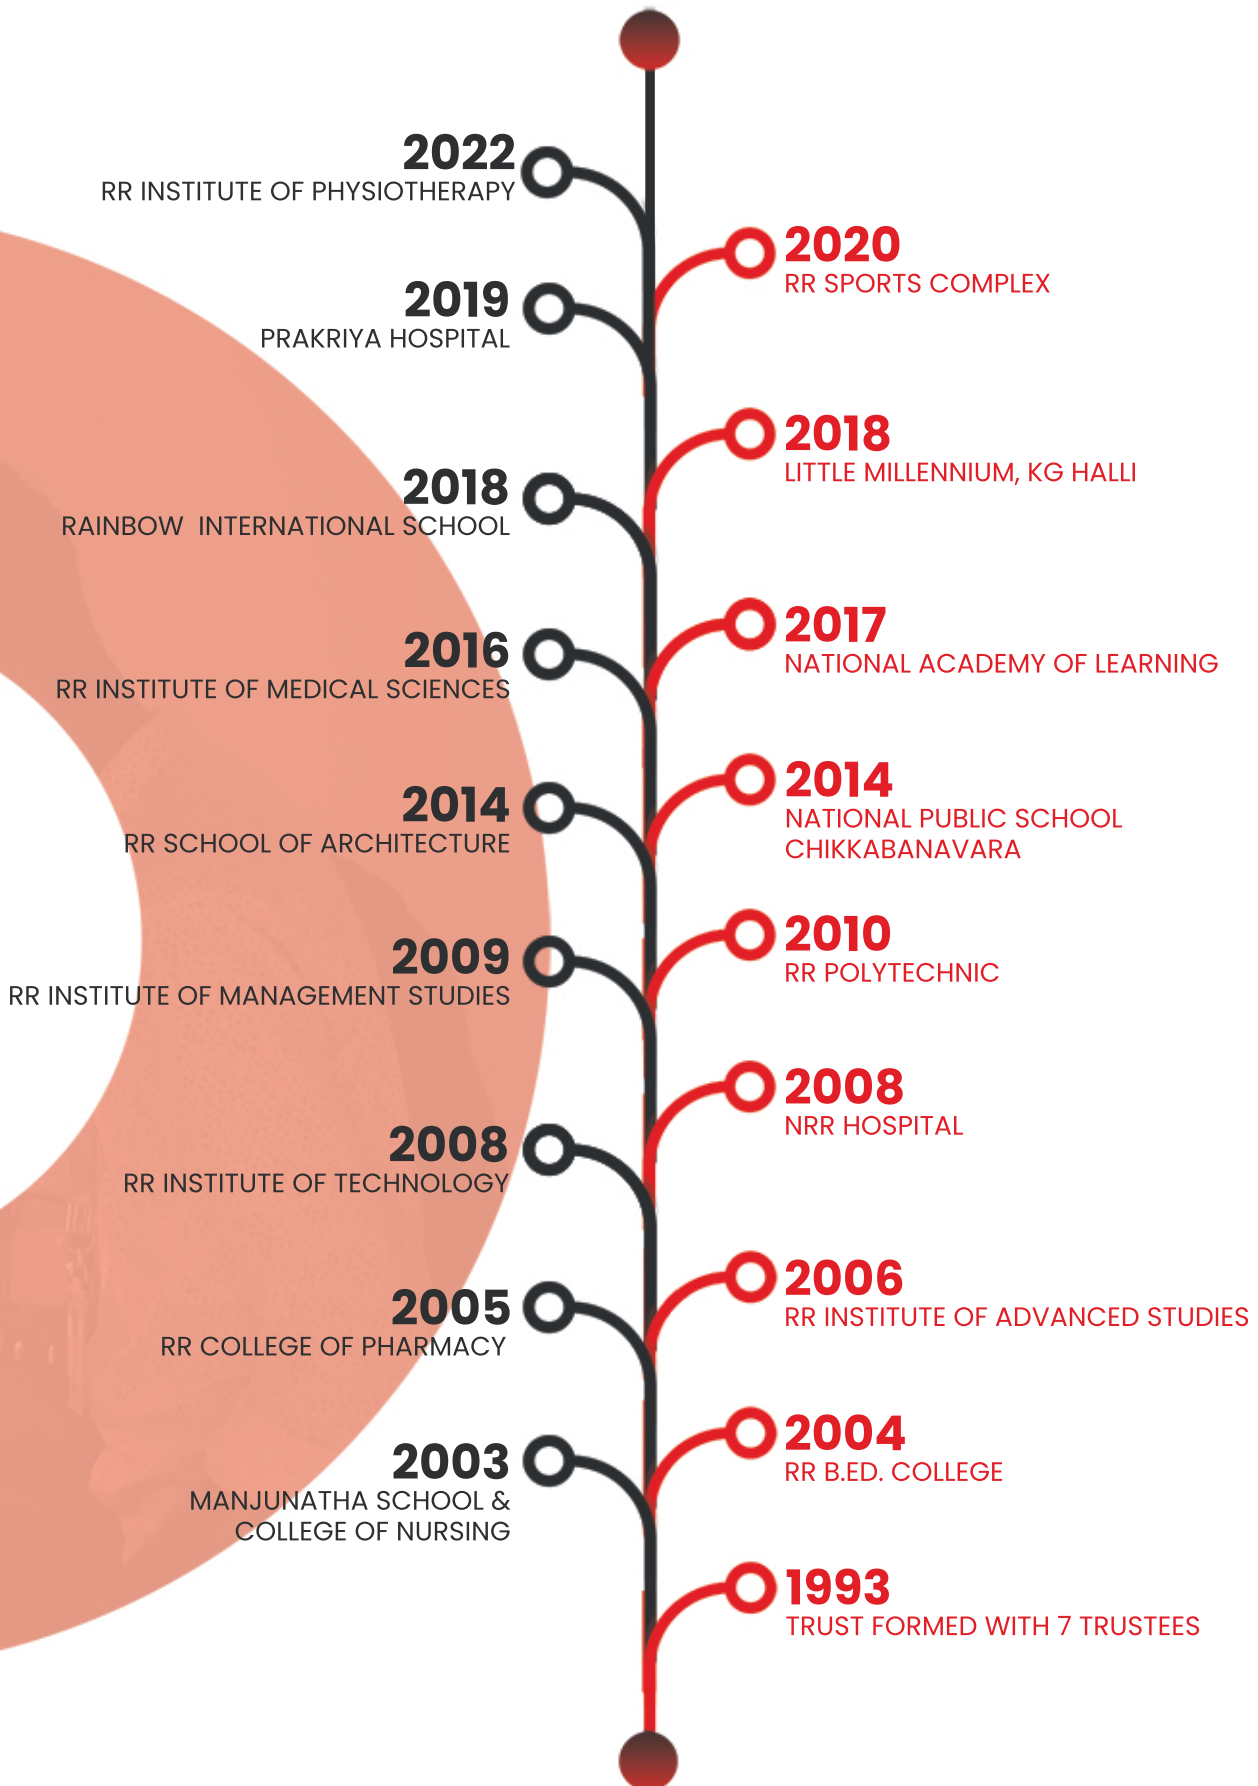 2022
RR INSTITUTE OF PHYSIOTHERAPY
2020
RR SPORTS COMPLEX
2019
PRAKRIYA HOSPITAL
2018
LITTLE MILLENNIUM, KG HALLI
2018
RAINBOW INTERNATIONAL SCHOOL
2017
NATIONAL ACADEMY OF LEARNING
2016
RR INSTITUTE OF MEDICAL SCIENCES
2014
NATIONAL PUBLIC SCHOOL
CHIKKABANAVARA
2014
RR SCHOOL OF ARCHITECTURE
2010
RR POLYTECHNIC
2009
RR INSTITUTE OF MANAGEMENT STUDIES
2008
NRR HOSPITAL
2008
RR INSTITUTE OF TECHNOLOGY
2006
RR INSTITUTE OF ADVANCED STUDIES
2005
RR COLLEGE OF PHARMACY
2004
RR B.ED. COLLEGE
2003
MANJUNATHA SCHOOL &
COLLEGE OF NURSING
1993
TRUST FORMED WITH 7 TRUSTEES